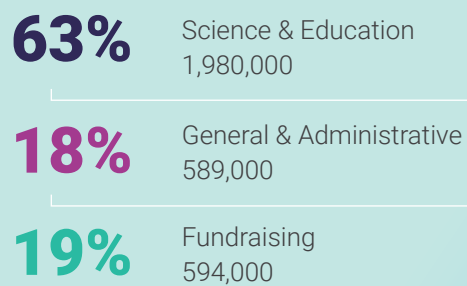 63%
Science & Education
1,980,000
18%
General & Administrative
589,000
19%
Fundraising
594,000